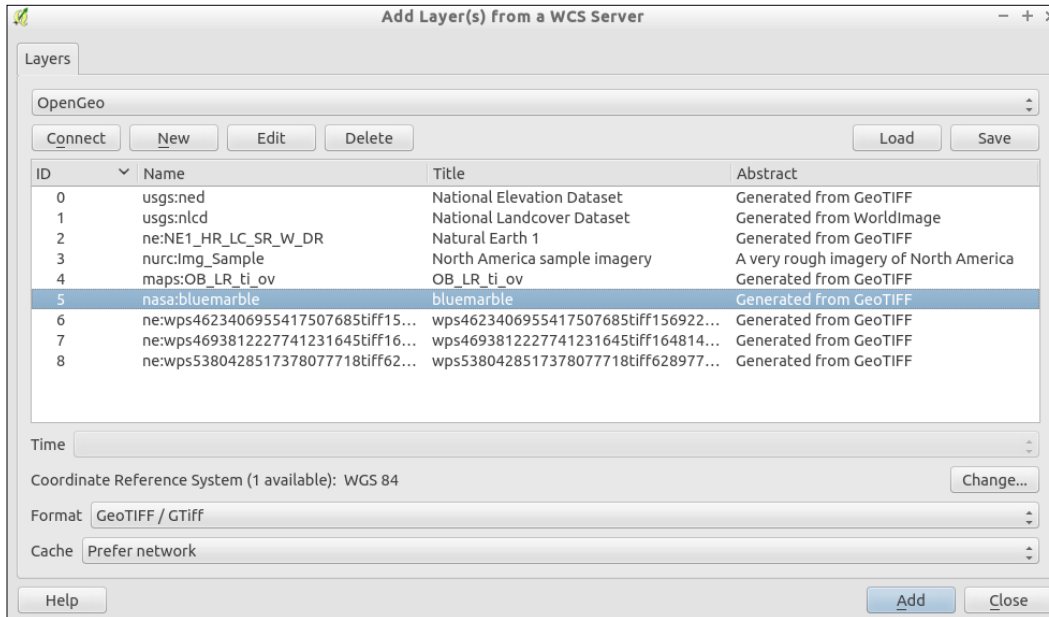 Add Layer(s) from a WCS Server
Layers
OpenGeo
Connect New Edit Delete Load Save
ID Name Title Abstract
0 usgs:ned National Elevation Dataset Generated from GeoTIFF
1 usgs:nlcd National Landcover Dataset Generated from WorldImage
2 ne:NE1_HR_LC_SR_W_DR Natural Earth 1 Generated from GeoTIFF
3 nurc:Img_Sample North America sample imagery A very rough imagery of North America
4 maps:OB_LR_ti_ov OB_LR_ti_ov Generated from GeoTIFF
5 nasa:bluemarble bluemarble Generated from GeoTIFF
6 ne:wps4623406955417507685tiff15... wps4623406955417507685tiff156922... Generated from GeoTIFF
7 ne:wps4693812227741231645tiff16... wps4693812227741231645tiff164814... Generated from GeoTIFF
8 ne:wps5380428517378077718tiff62... wps5380428517378077718tiff628977... Generated from GeoTIFF
Time
Coordinate Reference System (1 available): WGS 84 Change...
Format GeoTIFF / GTiff
Cache Prefer network
Help Add Close